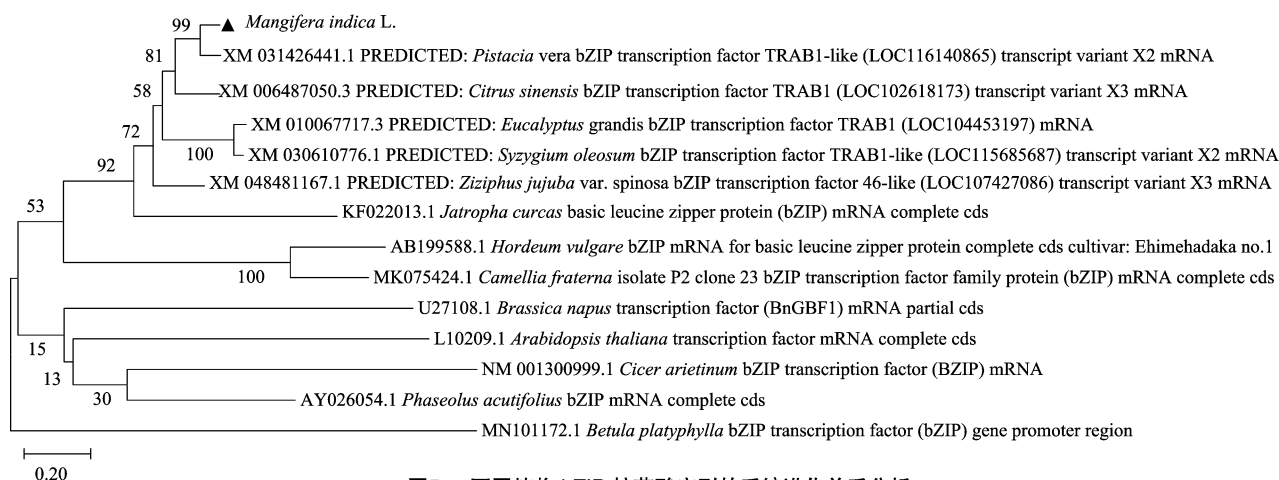 99 ▲ Mangifera indica L.
81 XM 031426441.1 PREDICTED: Pistacia vera bZIP transcription factor TRAB1-like (LOC116140865) transcript variant X2 mRNA
58 XM 006487050.3 PREDICTED: Citrus sinensis bZIP transcription factor TRAB1 (LOC102618173) transcript variant X3 mRNA
72 XM 010067717.3 PREDICTED: Eucalyptus grandis bZIP transcription factor TRAB1 (LOC104453197) mRNA
100 XM 030610776.1 PREDICTED: Syzygium oleosum bZIP transcription factor TRAB1-like (LOC115685687) transcript variant X2 mRNA
92 XM 048481167.1 PREDICTED: Ziziphus jujuba var. spinosa bZIP transcription factor 46-like (LOC107427086) transcript variant X3 mRNA
53 KF022013.1 Jatropha curcas basic leucine zipper protein (bZIP) mRNA complete cds
AB199588.1 Hordeum vulgare bZIP mRNA for basic leucine zipper protein complete cds cultivar: Ehimehadaka no.1
100 MK075424.1 Camellia fraterna isolate P2 clone 23 bZIP transcription factor family protein (bZIP) mRNA complete cds
U27108.1 Brassica napus transcription factor (BnGBF1) mRNA partial cds
15 L10209.1 Arabidopsis thaliana transcription factor mRNA complete cds
13 NM 001300999.1 Cicer arietinum bZIP transcription factor (BZIP) mRNA
30 AY026054.1 Phaseolus acutifolius bZIP mRNA complete cds
MN101172.1 Betula platyphylla bZIP transcription factor (bZIP) gene promoter region
0.20